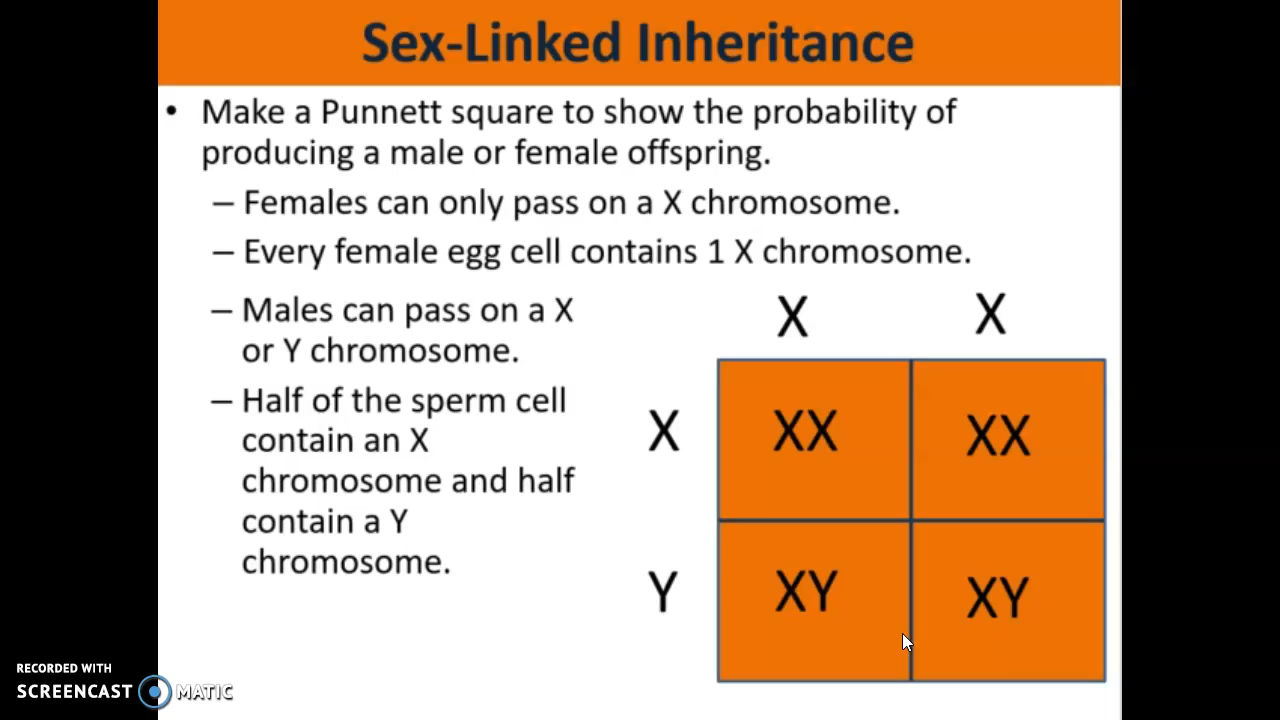 Sex-Linked Inheritance
• Make a Punnett square to show the probability of
producing a male or female offspring.
– Females can only pass on a X chromosome.
– Every female egg cell contains 1 X chromosome.
– Males can pass on a X
or Y chromosome.
– Half of the sperm cell
contain an X
chromosome and half
contain a Y
chromosome.
X X
X XX XX
Y XY XY
RECORDED WITH
SCREENCAST MATIC